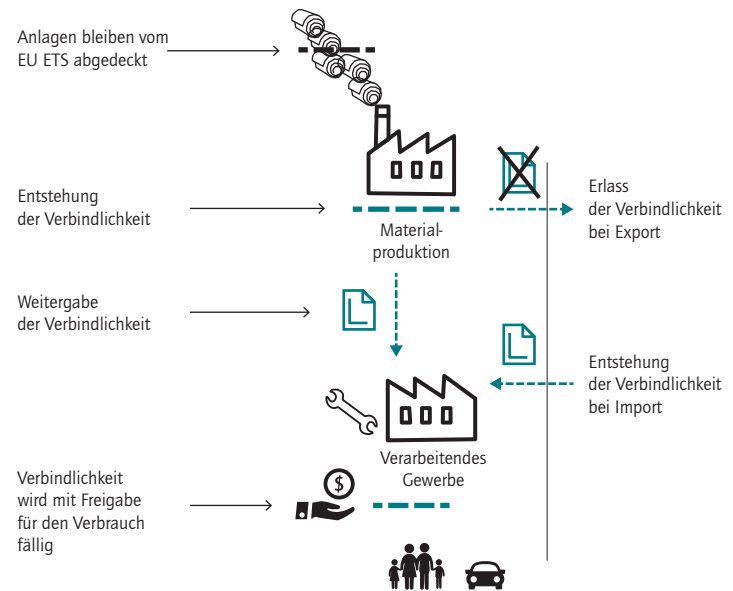 Anlagen bleiben vom
EU ETS abgedeckt
Entstehung
der Verbindlichkeit
Material-
produktion
Erlass
der Verbindlichkeit
bei Export
Weitergabe
der Verbindlichkeit
Entstehung
der Verbindlichkeit
bei Import
Verarbeitendes
Gewerbe
Verbindlichkeit
wird mit Freigabe
für den Verbrauch
fällig
$